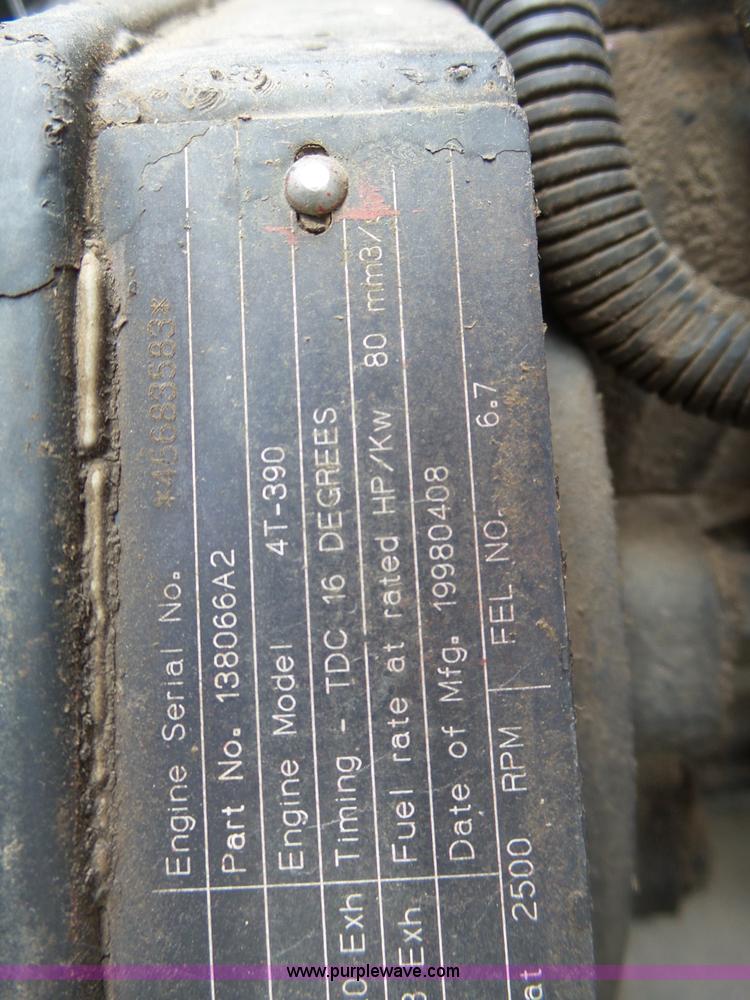 Engine Serial No. *45683583*
Part No. 138066A2
Engine Model 4T-390
Timing - TDC 16 DEGREES
10 Exh
Fuel rate at rated HP/Kw 80 mm3/
Exh
Date of Mfg. 19980408
at 2500 RPM FEL NO. 6.7
www.purplewave.com